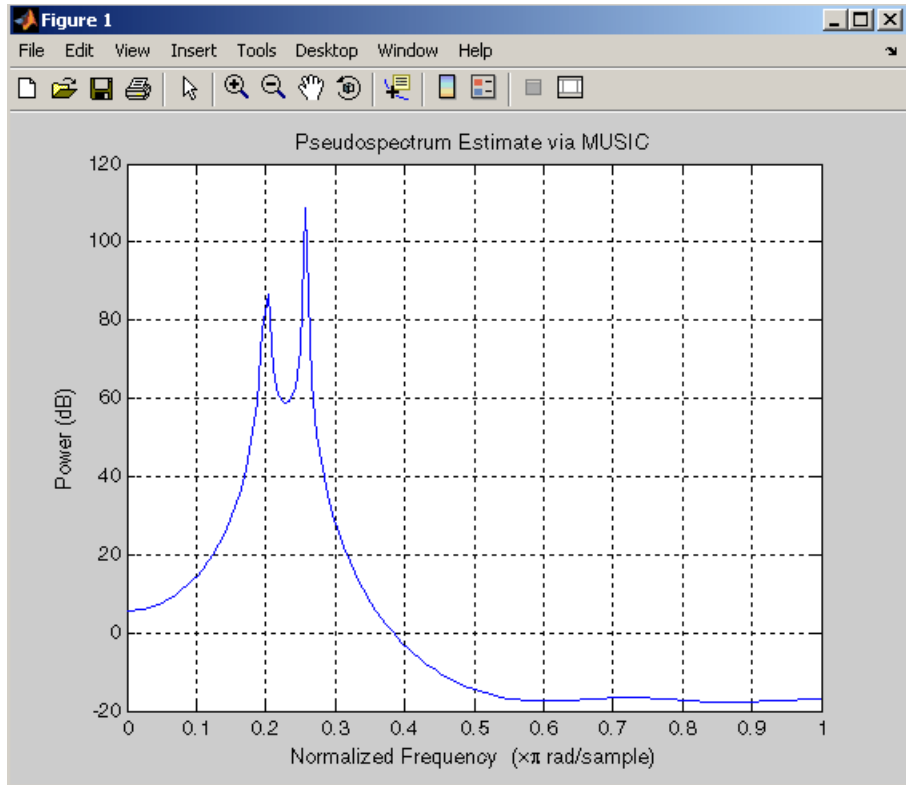 Figure 1
File Edit View Insert Tools Desktop Window Help
Pseudospectrum Estimate via MUSIC
120
100
80
60
40
20
0
-20
Power (dB)
0 0.1 0.2 0.3 0.4 0.5 0.6 0.7 0.8 0.9 1
Normalized Frequency (×π rad/sample)